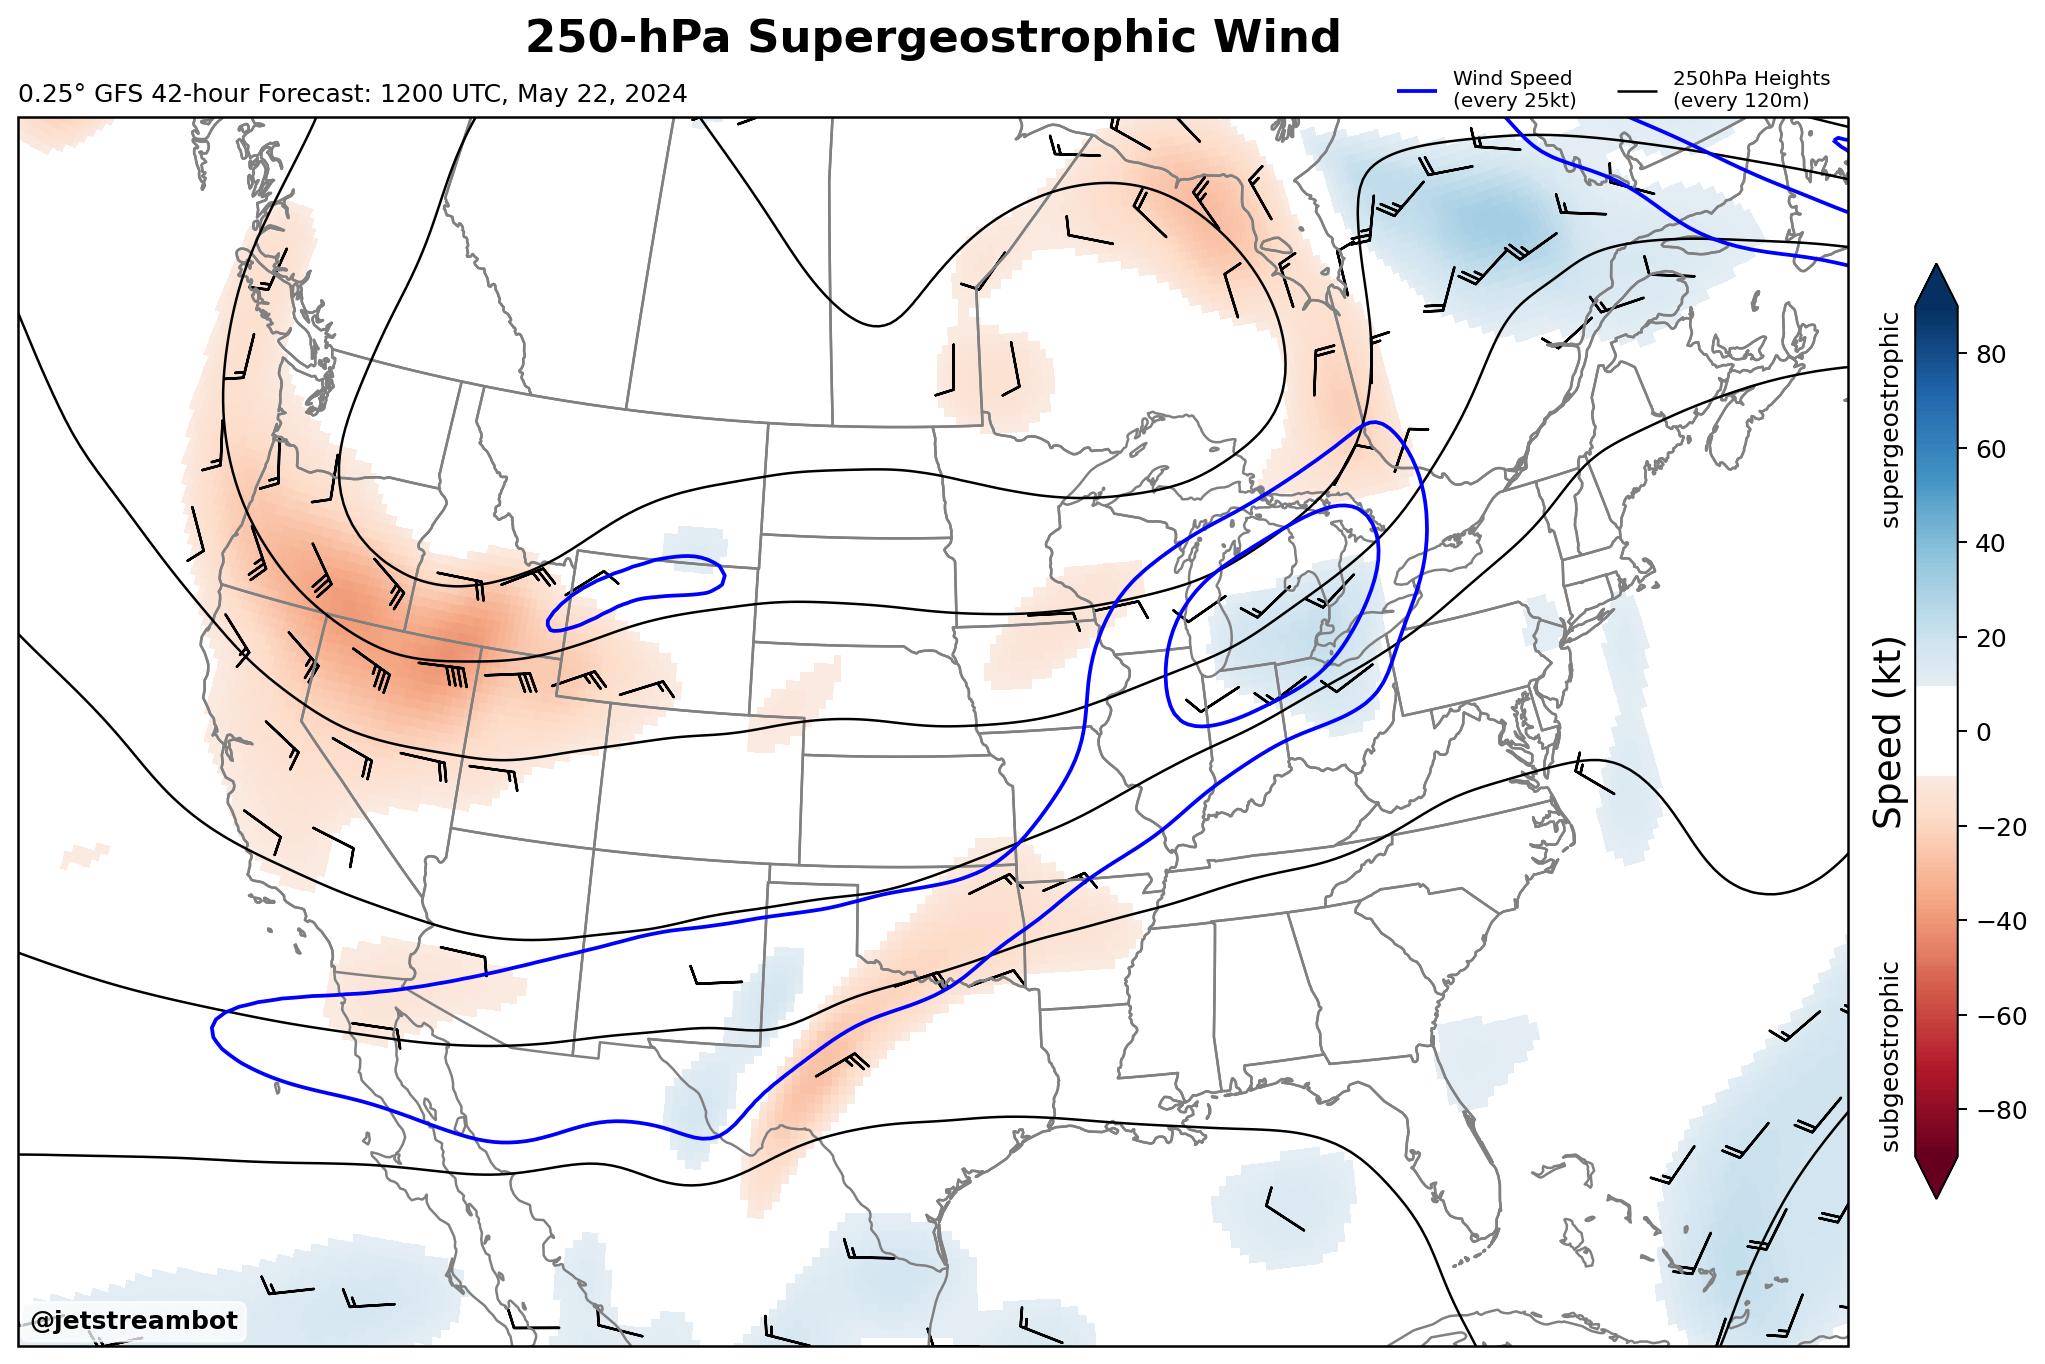 250-hPa Supergeostrophic Wind
0.25° GFS 42-hour Forecast: 1200 UTC, May 22, 2024
Wind Speed
(every 25kt)
250hPa Heights
(every 120m)
supergeostrophic
Speed (kt)
subgeostrophic
80
60
40
20
0
−20
−40
−60
−80
@jetstreambot